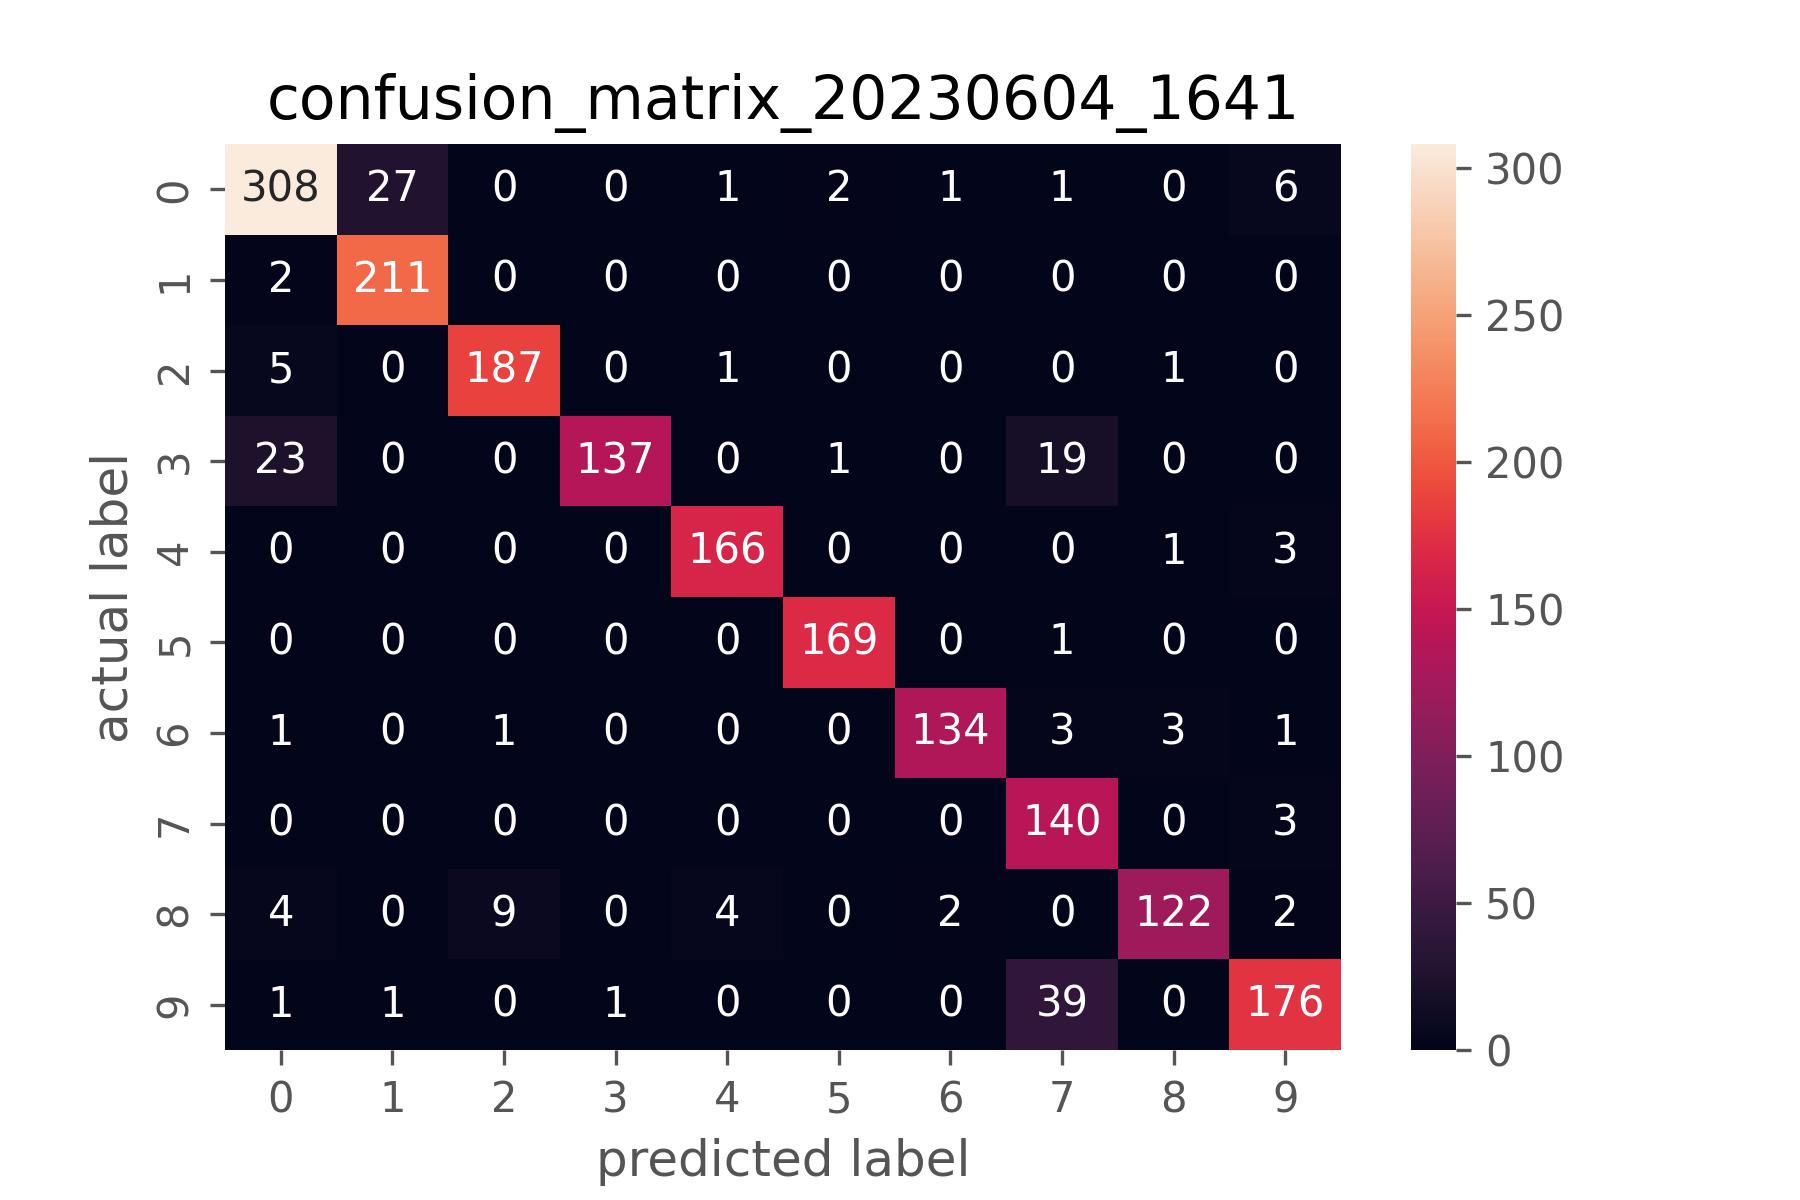 confusion_matrix_20230604_1641
0 308 27 0 0 1 2 1 1 0 6
1 2 211 0 0 0 0 0 0 0 0
2 5 0 187 0 1 0 0 0 1 0
3 23 0 0 137 0 1 0 19 0 0
4 0 0 0 0 166 0 0 0 1 3
5 0 0 0 0 0 169 0 1 0 0
6 1 0 1 0 0 0 134 3 3 1
7 0 0 0 0 0 0 0 140 0 3
8 4 0 9 0 4 0 2 0 122 2
9 1 1 0 1 0 0 0 39 0 176
0 1 2 3 4 5 6 7 8 9
predicted label
actual label
300
250
200
150
100
50
0